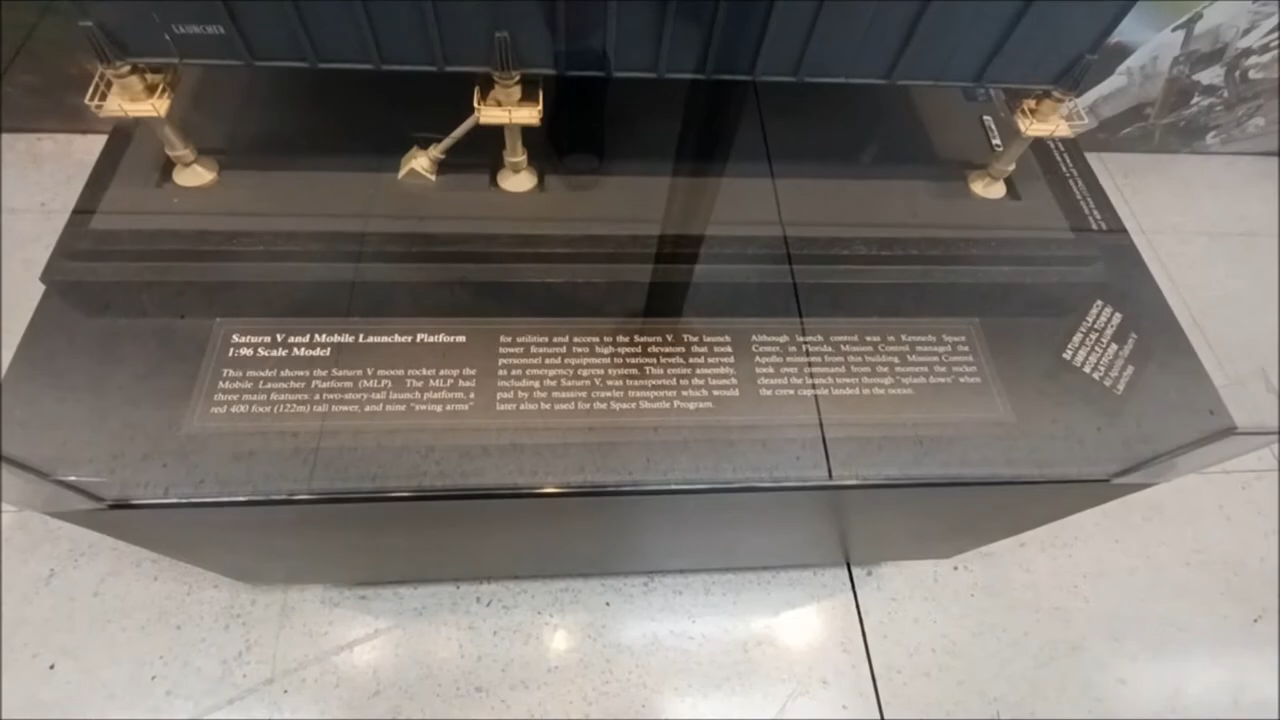 LAUNCHER
Saturn V and Mobile Launcher Platform
1:96 Scale Model
This model shows the Saturn V moon rocket atop the
Mobile Launcher Platform (MLP). The MLP had
three main features: a two-story-tall launch platform, a
red 400 foot (122m) tall tower, and nine "swing arms"
for utilities and access to the Saturn V. The launch
tower featured two high-speed elevators that took
personnel and equipment to various levels, and served
as an emergency egress system. This entire assembly,
including the Saturn V, was transported to the launch
pad by the massive crawler transporter which would
later also be used for the Space Shuttle Program.
Although launch control was in Kennedy Space
Center, in Florida, Mission Control managed the
Apollo missions from this building. Mission Control
took over command from the moment the rocket
cleared the launch tower through "splash down" when
the crew capsule landed in the ocean.
SATURN V/LAUNCH
UMBILICAL TOWER/
MOBILE LAUNCHER
PLATFORM
Launcher